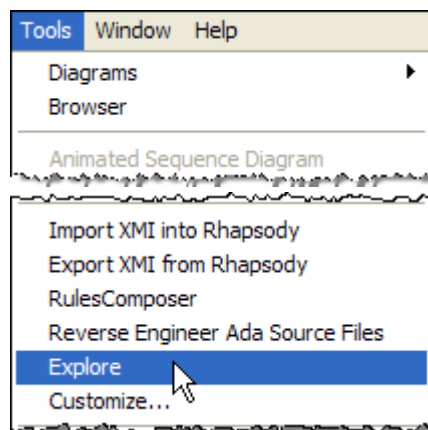 Tools Window Help
Diagrams
Browser
Animated Sequence Diagram
Import XMI into Rhapsody
Export XMI from Rhapsody
RulesComposer
Reverse Engineer Ada Source Files
Explore
Customize...